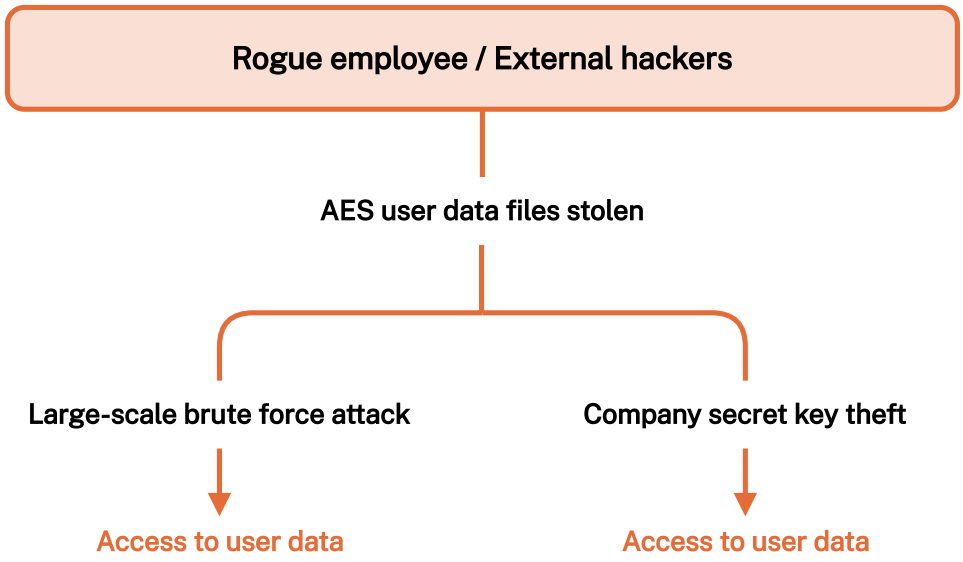 Rogue employee / External hackers
AES user data files stolen
Large-scale brute force attack
Company secret key theft
Access to user data
Access to user data